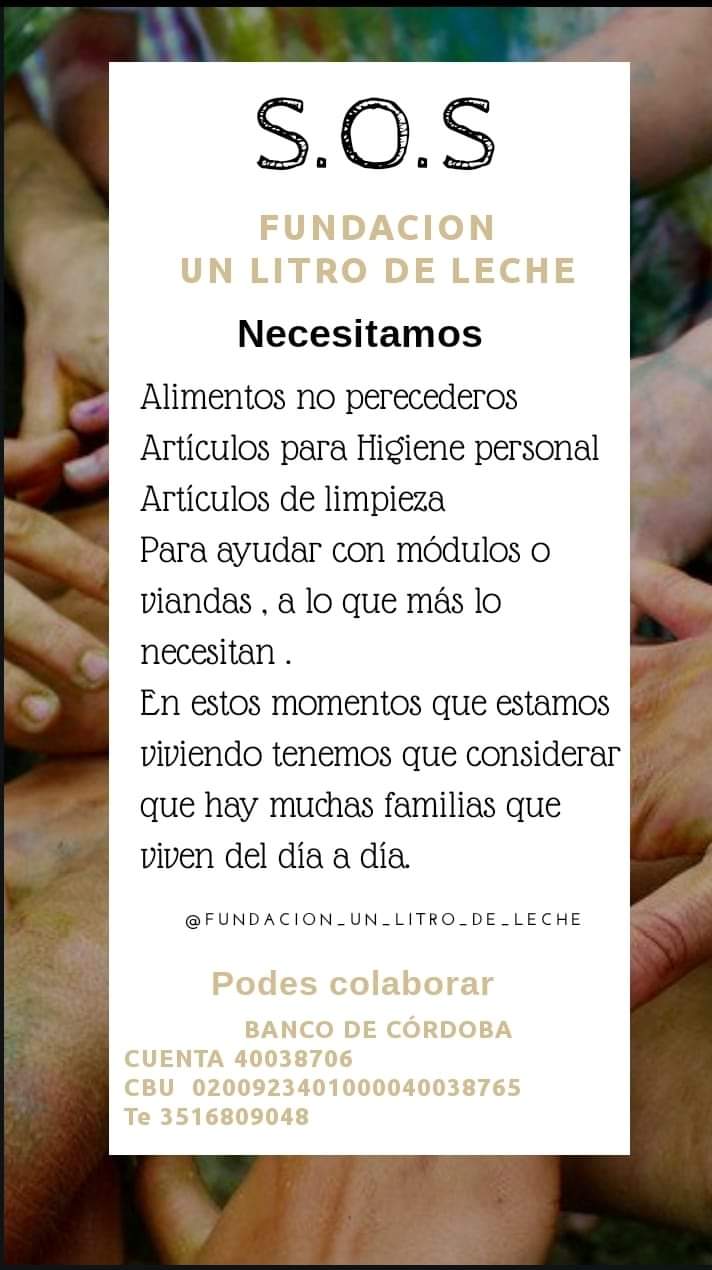 S.O.S
FUNDACION
UN LITRO DE LECHE
Necesitamos
Alimentos no perecederos
Artículos para Higiene personal
Artículos de limpieza
Para ayudar con módulos o
viandas , a lo que más lo
necesitan .
En estos momentos que estamos
viviendo tenemos que considerar
que hay muchas familias que
viven del día a día.
@FUNDACION_UN_LITRO_DE_LECHE
Podes colaborar
BANCO DE CÓRDOBA
CUENTA 40038706
CBU 0200923401000040038765
Te 3516809048